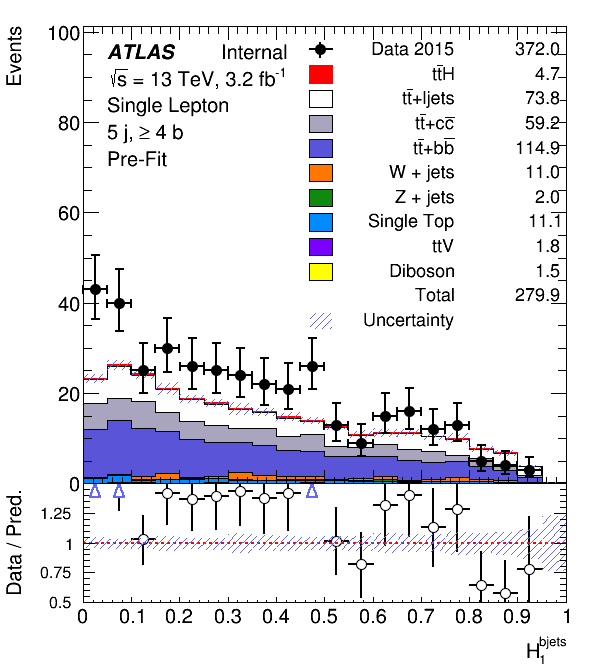 Events
100
80
60
40
20
0
ATLAS Internal
√s = 13 TeV, 3.2 fb⁻¹
Single Lepton
5 j, ≥ 4 b
Pre-Fit
Data 2015 372.0
tt̄H 4.7
tt̄+ljets 73.8
tt̄+cc̄ 59.2
tt̄+bb̄ 114.9
W + jets 11.0
Z + jets 2.0
Single Top 11.1
ttV 1.8
Diboson 1.5
Total 279.9
Uncertainty
Data / Pred.
1.25
1
0.75
0.5
0 0.1 0.2 0.3 0.4 0.5 0.6 0.7 0.8 0.9 1
H₁^bjets